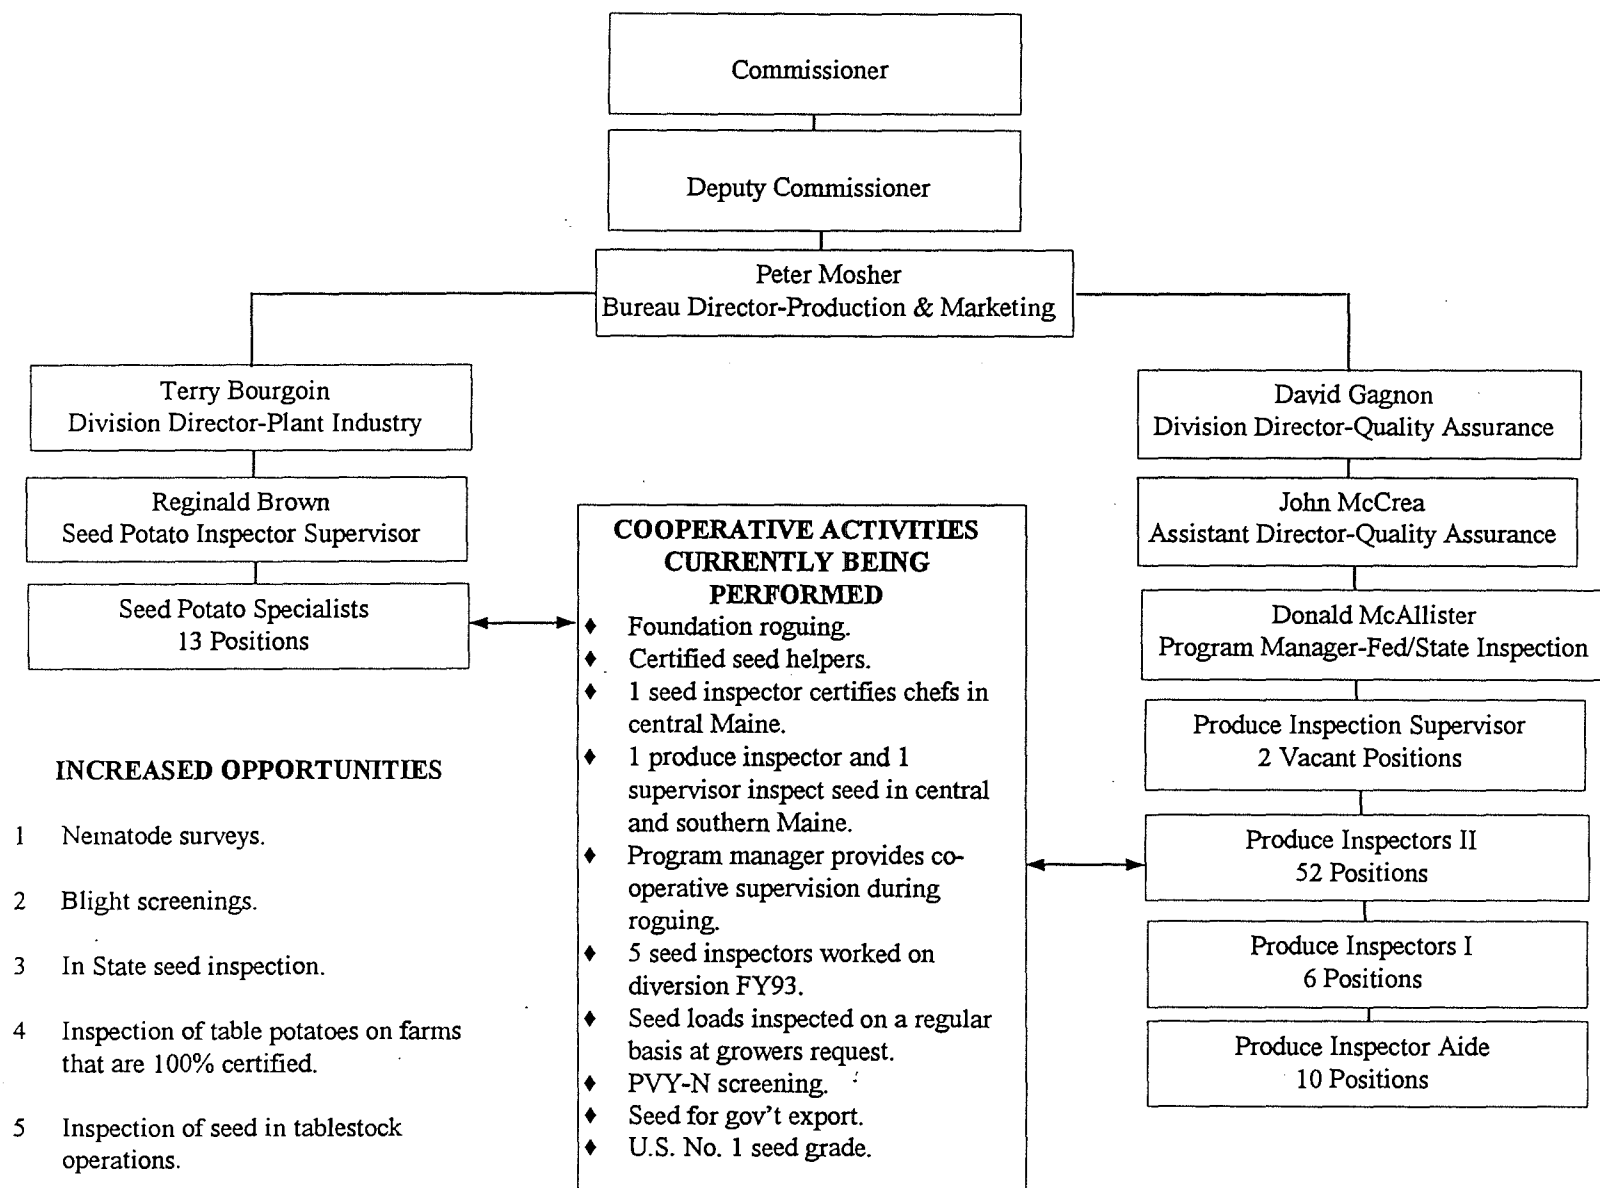 Commissioner
Deputy Commissioner
Peter Mosher
Bureau Director-Production & Marketing
Terry Bourgoin
Division Director-Plant Industry
Reginald Brown
Seed Potato Inspector Supervisor
Seed Potato Specialists
13 Positions
INCREASED OPPORTUNITIES
1 Nematode surveys.
2 Blight screenings.
3 In State seed inspection.
4 Inspection of table potatoes on farms
that are 100% certified.
5 Inspection of seed in tablestock
operations.
COOPERATIVE ACTIVITIES
CURRENTLY BEING
PERFORMED
♦ Foundation roguing.
♦ Certified seed helpers.
♦ 1 seed inspector certifies chefs in
central Maine.
♦ 1 produce inspector and 1
supervisor inspect seed in central
and southern Maine.
♦ Program manager provides co-
operative supervision during
roguing.
♦ 5 seed inspectors worked on
diversion FY93.
♦ Seed loads inspected on a regular
basis at growers request.
♦ PVY-N screening.
♦ Seed for gov't export.
♦ U.S. No. 1 seed grade.
David Gagnon
Division Director-Quality Assurance
John McCrea
Assistant Director-Quality Assurance
Donald McAllister
Program Manager-Fed/State Inspection
Produce Inspection Supervisor
2 Vacant Positions
Produce Inspectors II
52 Positions
Produce Inspectors I
6 Positions
Produce Inspector Aide
10 Positions